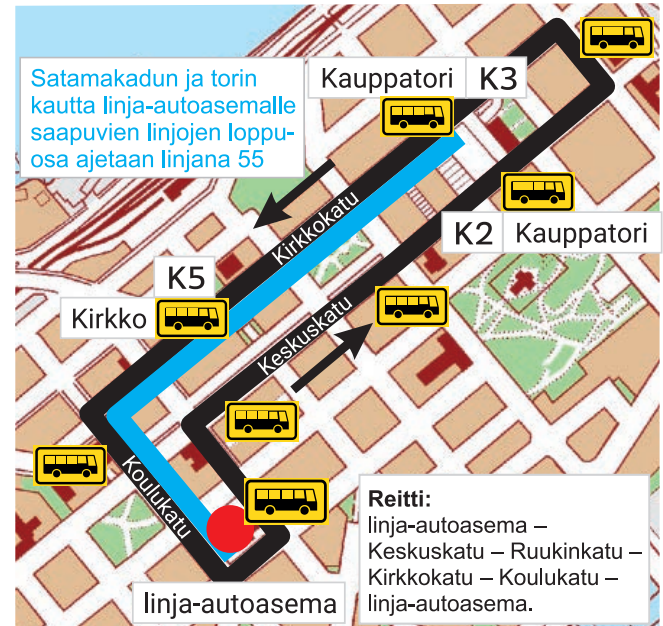 Satamakadun ja torin
kautta linja-autoasemalle
saapuvien linjojen loppu-
osa ajetaan linjana 55
Kauppatori K3
Kirkkokatu
K2 Kauppatori
K5
Kirkko
Keskuskatu
Koulukatu
linja-autoasema
Reitti:
linja-autoasema –
Keskuskatu – Ruukinkatu –
Kirkkokatu – Koulukatu –
linja-autoasema.